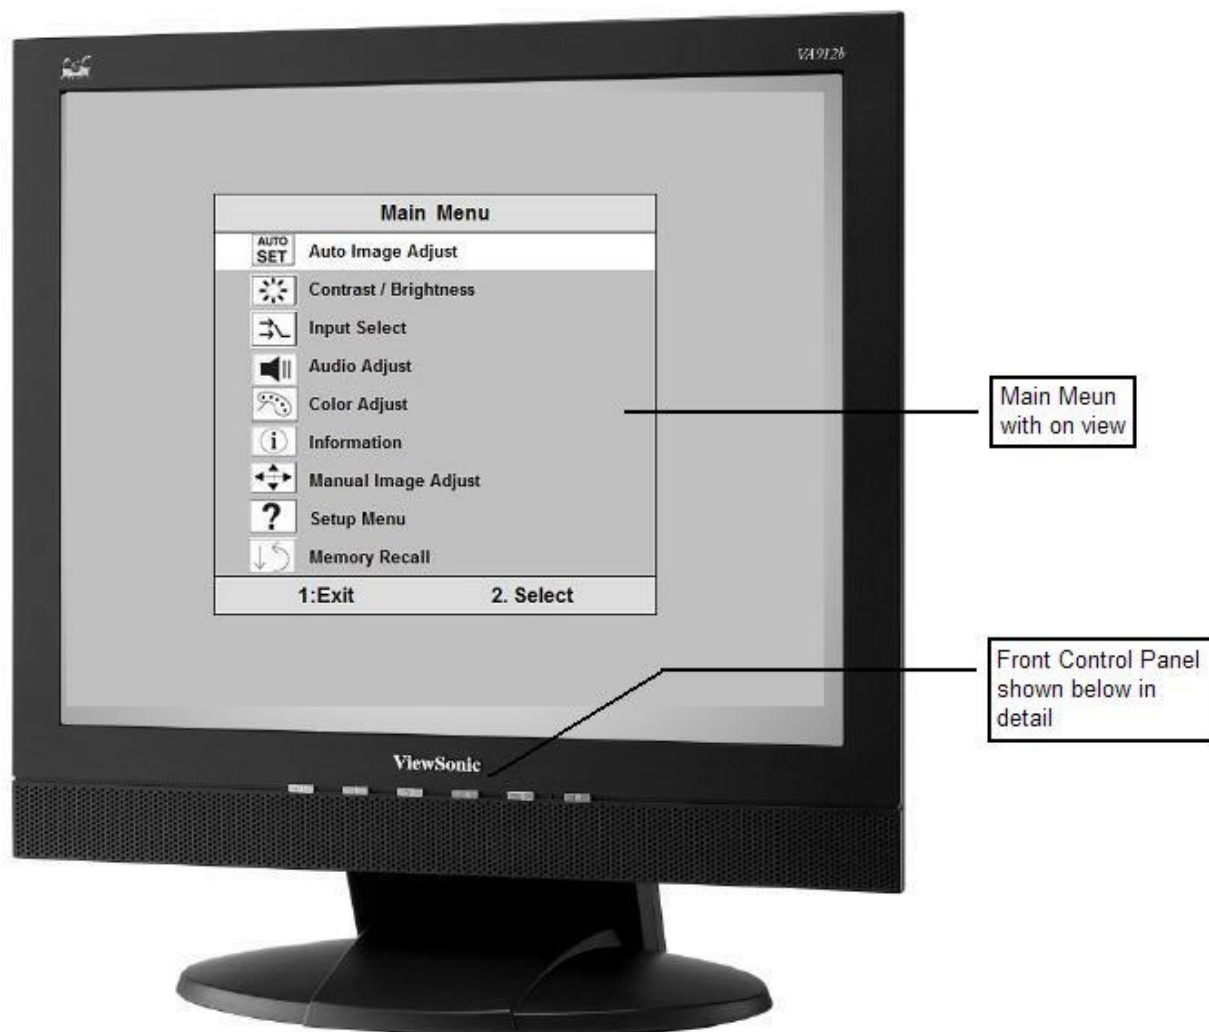 VA912b
Main Menu
AUTO
SET
Auto Image Adjust
Contrast / Brightness
Input Select
Audio Adjust
Color Adjust
i
Information
Manual Image Adjust
?
Setup Menu
Memory Recall
1:Exit 2. Select
Main Meun
with on view
Front Control Panel
shown below in
detail
ViewSonic